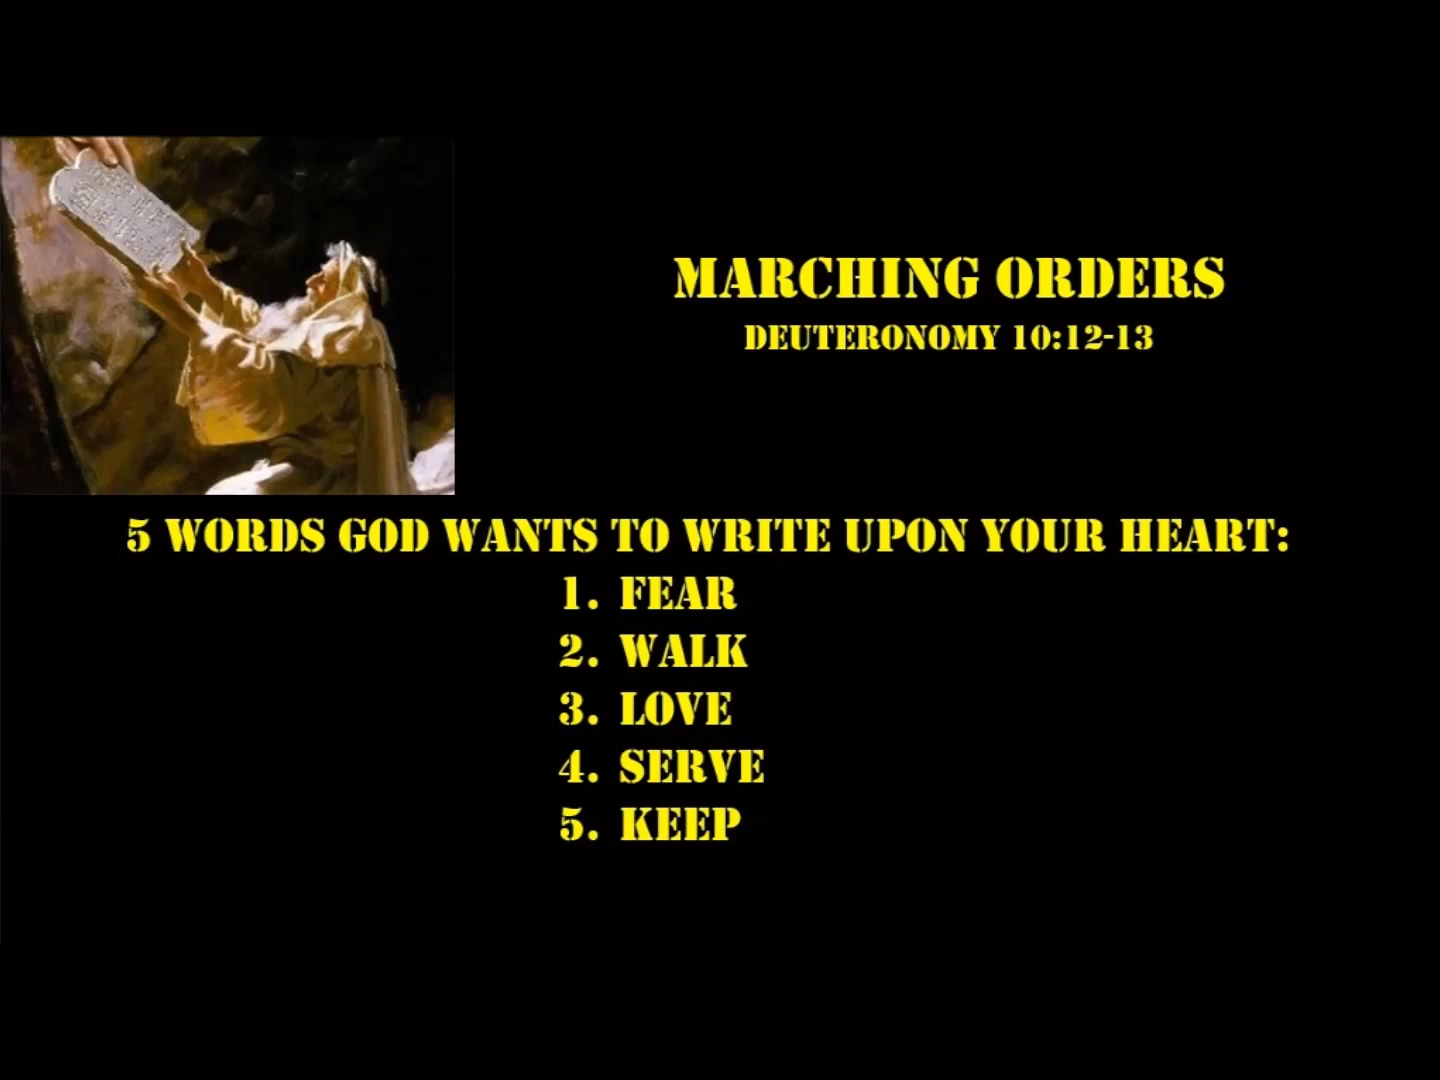 MARCHING ORDERS
DEUTERONOMY 10:12-13
5 WORDS GOD WANTS TO WRITE UPON YOUR HEART:
1. FEAR
2. WALK
3. LOVE
4. SERVE
5. KEEP